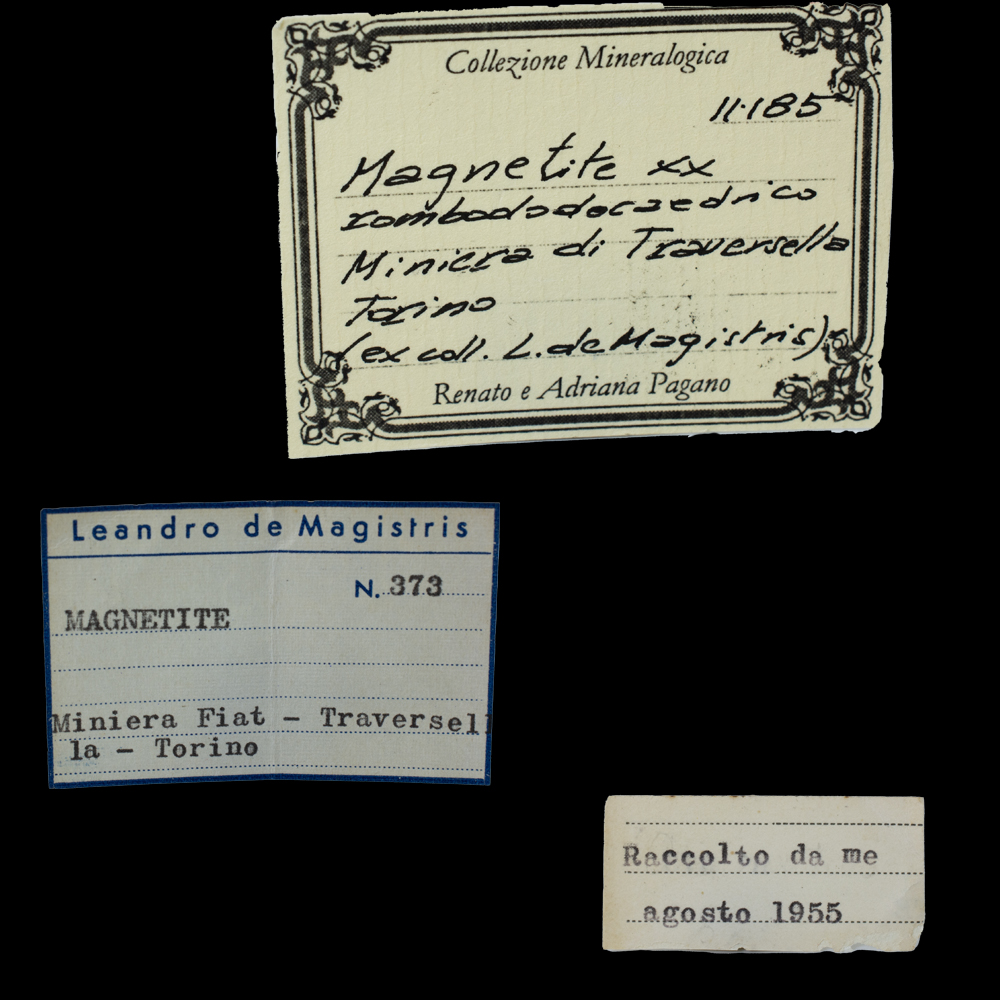 Collezione Mineralogica
11.185
Magnetite xx
rombododecaedrico
Miniera di Traversella
Torino
(ex coll. L. de Magistris)
Renato e Adriana Pagano
Leandro de Magistris
N. 373
MAGNETITE
Miniera Fiat - Traversel
la - Torino
Raccolto da me
agosto 1955